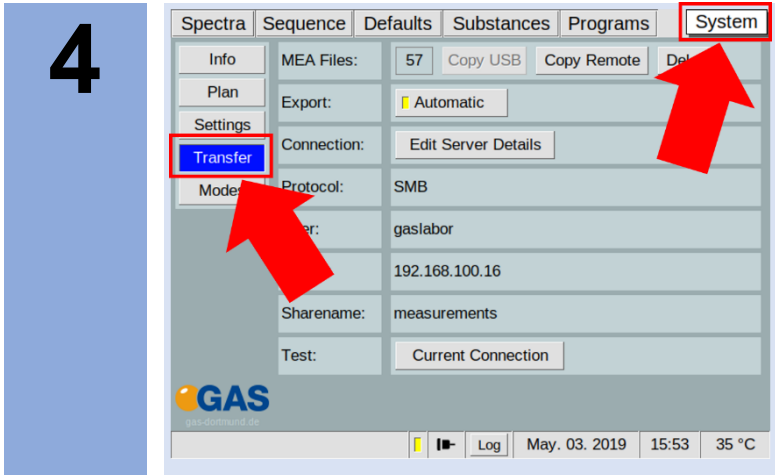 4
Spectra Sequence Defaults Substances Programs System
Info
Plan
Settings
Transfer
MEA Files: 57 Copy USB Copy Remote
Export: Automatic
Connection: Edit Server Details
Protocol: SMB
gaslabor
192.168.100.16
Sharename: measurements
Test: Current Connection
GAS
gas-dortmund.de
Log May. 03. 2019 15:53 35 °C